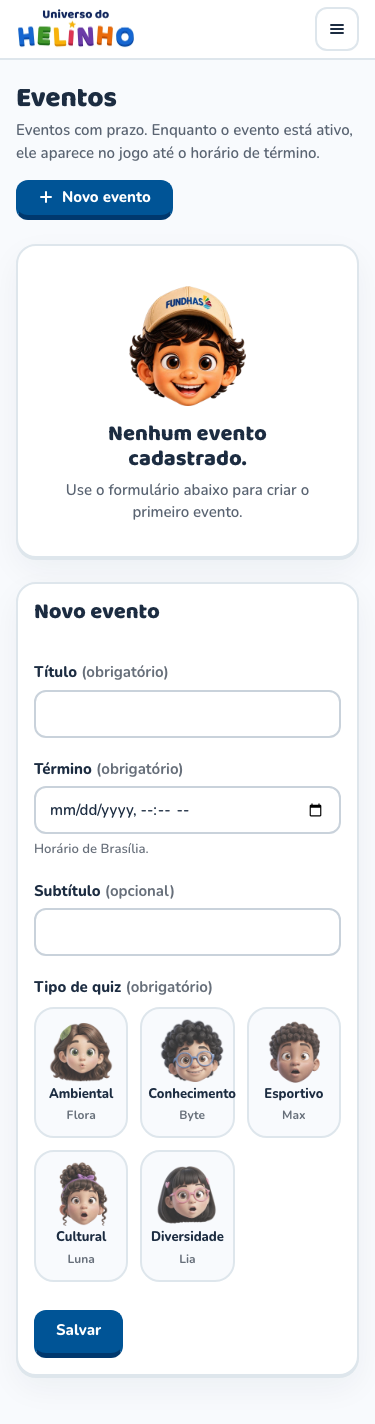 Universo do
HELINHO
Eventos
Eventos com prazo. Enquanto o evento está ativo,
ele aparece no jogo até o horário de término.
+ Novo evento
FUNDHAS
Nenhum evento
cadastrado.
Use o formulário abaixo para criar o
primeiro evento.
Novo evento
Título (obrigatório)
Término (obrigatório)
mm/dd/yyyy, --:-- --
Horário de Brasília.
Subtítulo (opcional)
Tipo de quiz (obrigatório)
Ambiental
Flora
Conhecimento
Byte
Esportivo
Max
Cultural
Luna
Diversidade
Lia
Salvar